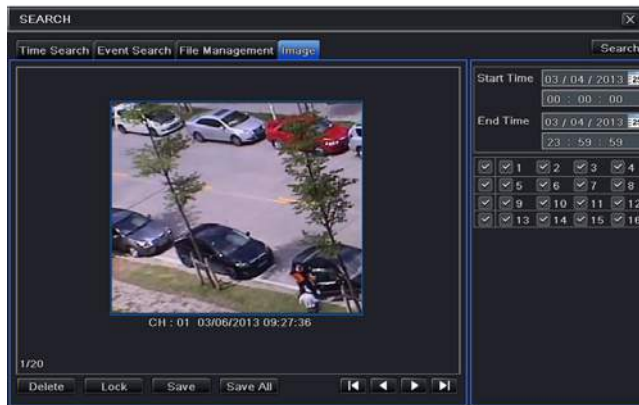 SEARCH X
Time Search Event Search File Management Image Search
Start Time 03 / 04 / 2013
00 : 00 : 00
End Time 03 / 04 / 2013
23 : 59 : 59
1 2 3 4
5 6 7 8
9 10 11 12
13 14 15 16
CH : 01 03/06/2013 09:27:36
1/20
Delete Lock Save Save All